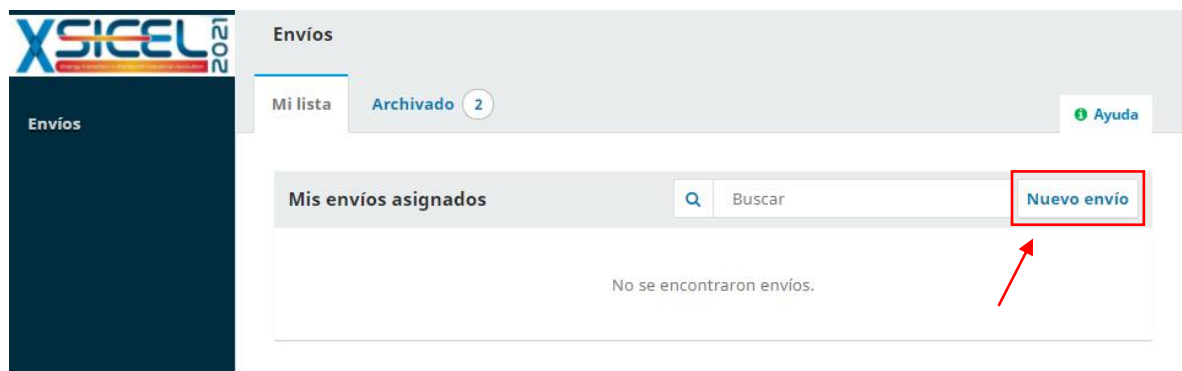 XSICEL 2021
Envíos
Mi lista
Archivado 2
Envíos
Ayuda
Mis envíos asignados
Buscar
Nuevo envío
No se encontraron envíos.